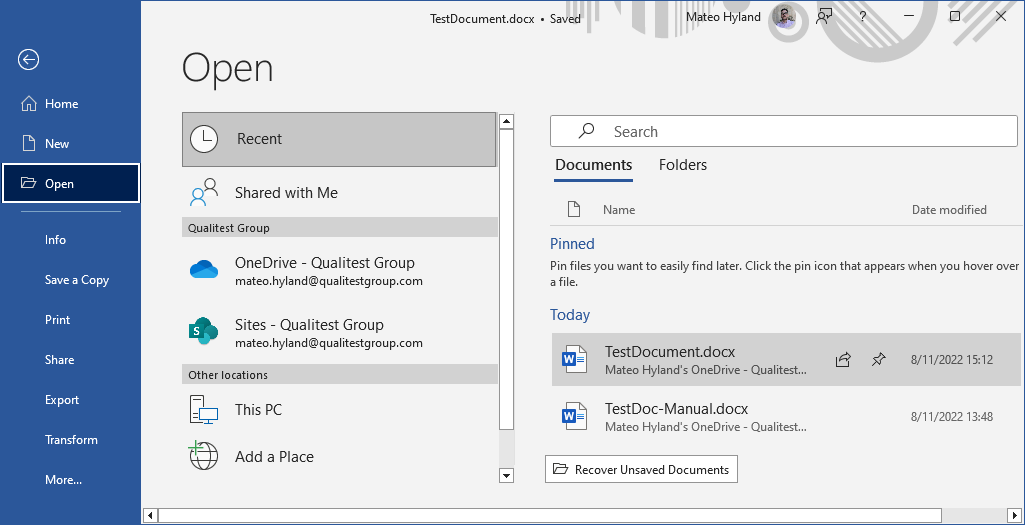 TestDocument.docx • Saved
Mateo Hyland
?
Home
New
Open
Info
Save a Copy
Print
Share
Export
Transform
More...
Open
Recent
Shared with Me
Qualitest Group
OneDrive - Qualitest Group
mateo.hyland@qualitestgroup.com
S
Sites - Qualitest Group
mateo.hyland@qualitestgroup.com
Other locations
This PC
Add a Place
Search
Documents Folders
Name Date modified
Pinned
Pin files you want to easily find later. Click the pin icon that appears when you hover over
a file.
Today
W
TestDocument.docx
8/11/2022 15:12
Mateo Hyland's OneDrive - Qualitest...
W
TestDoc-Manual.docx
8/11/2022 13:48
Mateo Hyland's OneDrive - Qualitest...
Recover Unsaved Documents